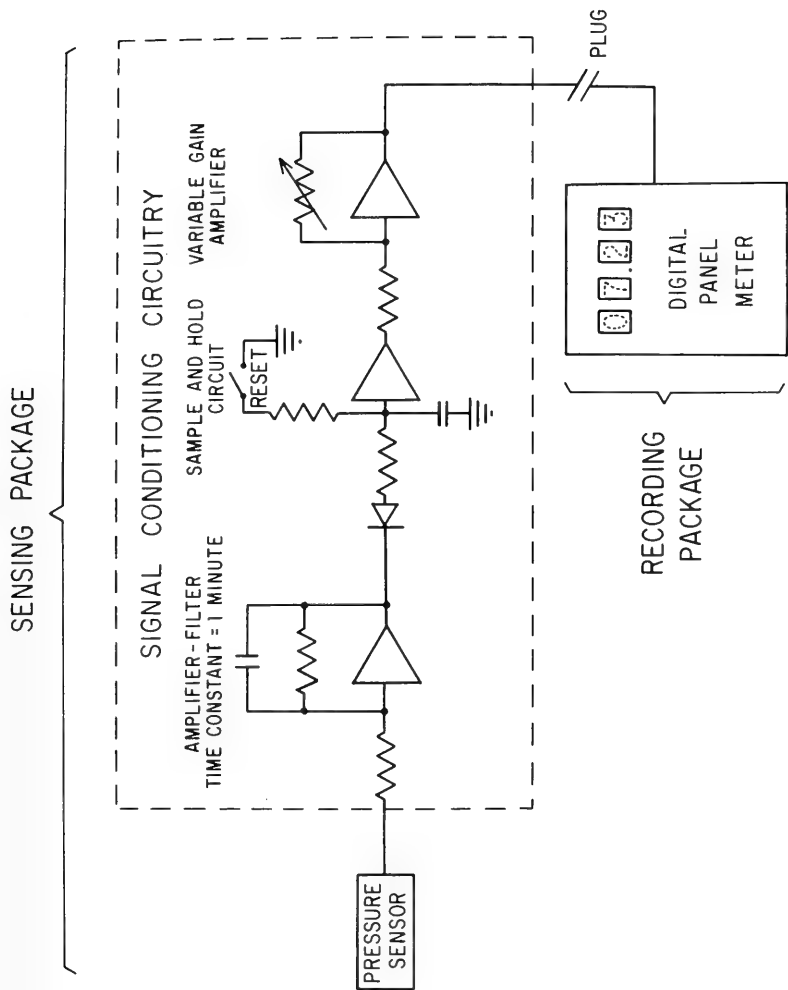 SENSING PACKAGE
SIGNAL CONDITIONING CIRCUITRY
AMPLIFIER-FILTER
TIME CONSTANT = 1 MINUTE
SAMPLE AND HOLD
CIRCUIT
RESET
VARIABLE GAIN
AMPLIFIER
PRESSURE
SENSOR
PLUG
07.23
DIGITAL
PANEL
METER
RECORDING
PACKAGE